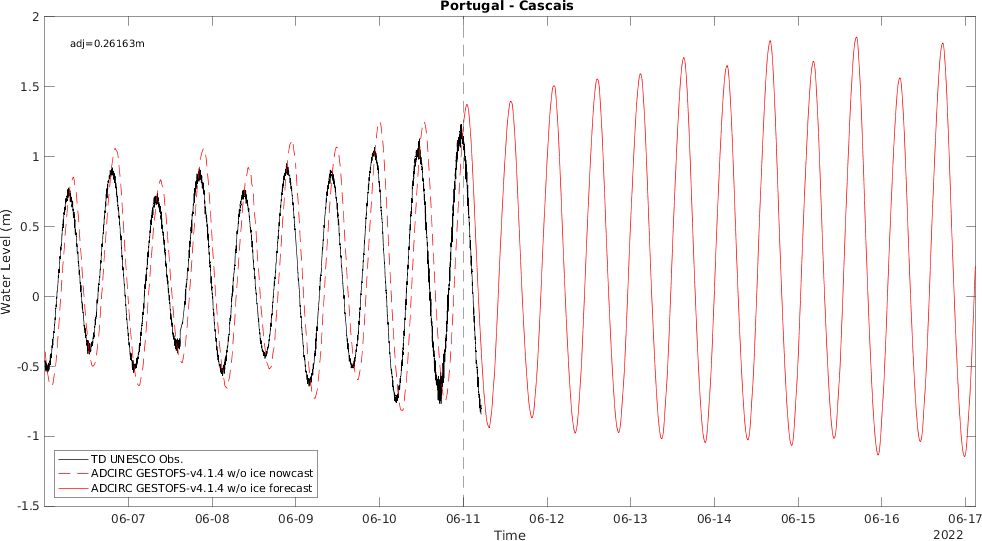 Portugal - Cascais
adj=0.26163m
2
1.5
1
0.5
0
-0.5
-1
-1.5
Water Level (m)
TD UNESCO Obs.
ADCIRC GESTOFS-v4.1.4 w/o ice nowcast
ADCIRC GESTOFS-v4.1.4 w/o ice forecast
06-07 06-08 06-09 06-10 06-11 06-12 06-13 06-14 06-15 06-16 06-17
Time
2022